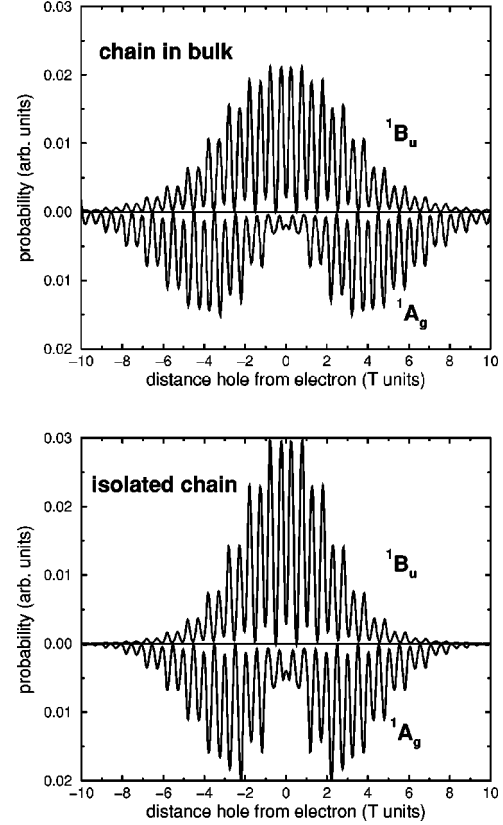 0.03
chain in bulk
0.02
¹Bᵤ
0.01
probability (arb. units)
0.00
0.01
¹A_g
0.02
−10 −8 −6 −4 −2 0 2 4 6 8 10
distance hole from electron (T units)
0.03
isolated chain
0.02
¹Bᵤ
0.01
probability (arb. units)
0.00
0.01
¹A_g
0.02
−10 −8 −6 −4 −2 0 2 4 6 8 10
distance hole from electron (T units)